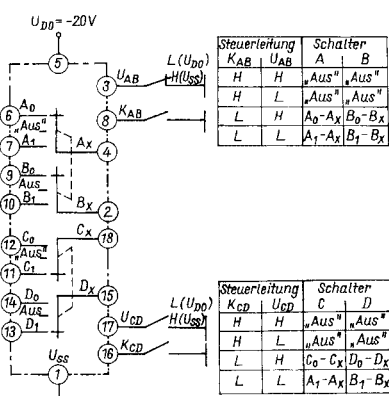 U_DD = -20V
5
3 U_AB L (U_DD)
H (U_SS)
8 K_AB
6 A_0
"Aus"
7 A_1
A_X 4
9 B_0
Aus
10 B_1
B_X 2
C_X 18
12 C_0
"Aus"
11 C_1
D_X 15
14 D_0
Aus
13 D_1
17 U_CD L (U_DD)
H (U_SS)
16 K_CD
U_SS
1
Steuerleitung Schalter
K_AB U_AB A B
H H "Aus" "Aus"
H L "Aus" "Aus"
L H A_0-A_X B_0-B_X
L L A_1-A_X B_1-B_X
Steuerleitung Schalter
K_CD U_CD C D
H H "Aus" "Aus"
H L "Aus" "Aus"
L H C_0-C_X D_0-D_X
L L A_1-A_X B_1-B_X